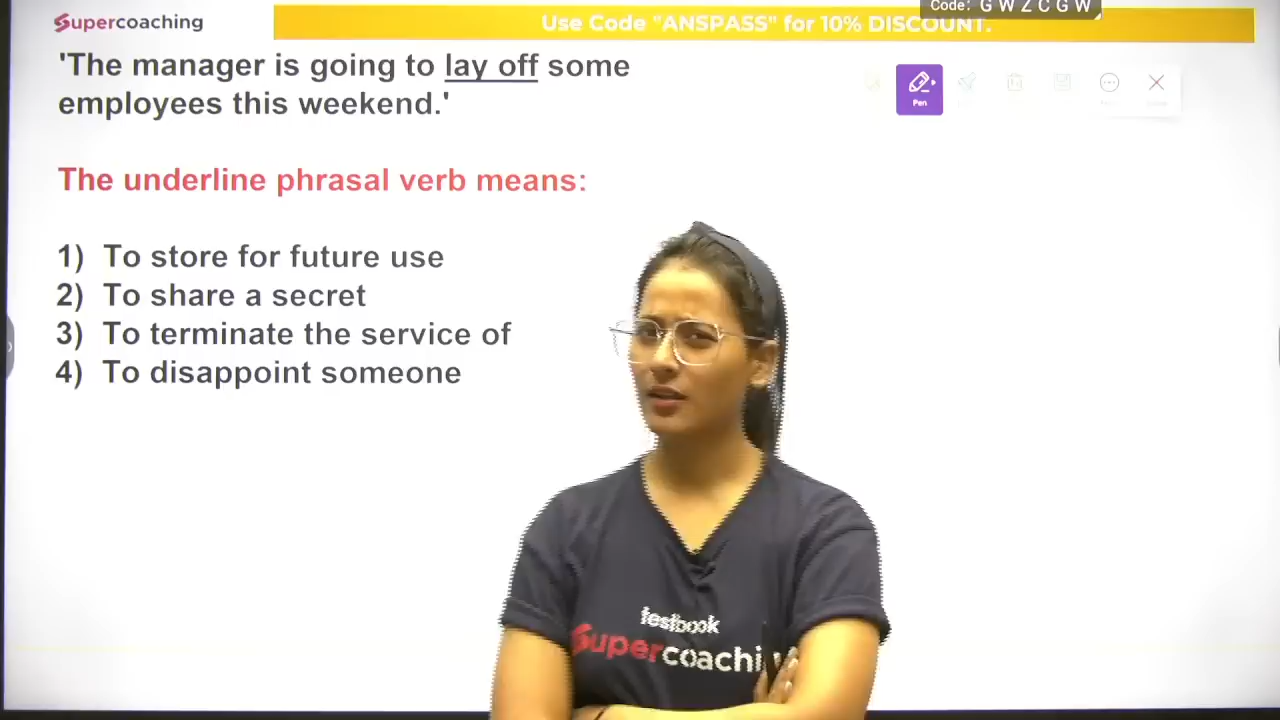 Supercoaching
Use Code "ANSPASS" for 10% DISCOUNT.
Code: G W Z C G W
'The manager is going to lay off some
employees this weekend.'
Pen
The underline phrasal verb means:
1) To store for future use
2) To share a secret
3) To terminate the service of
4) To disappoint someone
testbook
Supercoachi